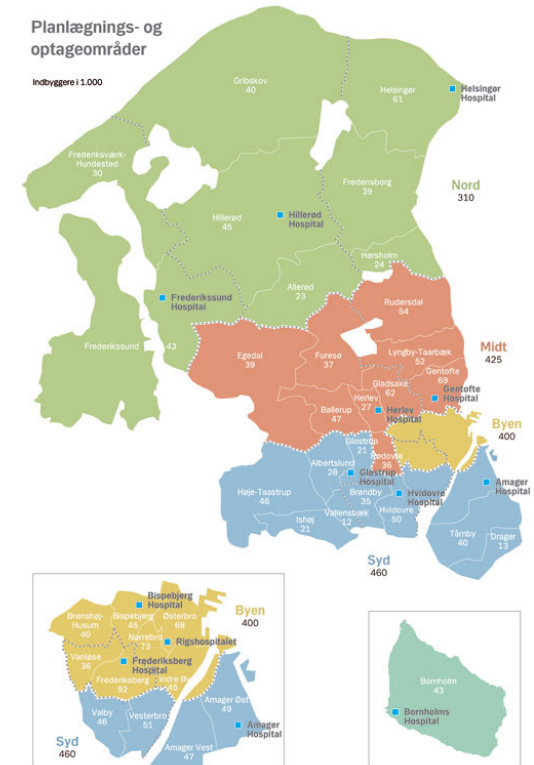 Planlægnings- og
optageområder
Indbyggere i 1.000
Gribskov
40
Helsingør
61
Helsingør
Hospital
Frederiksværk-
Hundested
30
Fredensborg
39
Nord
310
Hillerød
45
Hillerød
Hospital
Hørsholm
24
Allerød
23
Frederikssund
Hospital
Frederikssund
43
Rudersdal
54
Egedal
39
Furesø
37
Lyngby-Taarbæk
52
Midt
425
Gladsaxe
62
Gentofte
69
Gentofte
Hospital
Herlev
27
Herlev
Hospital
Ballerup
47
Byen
400
Glostrup
21
Rødovre
36
Albertslund
28
Glostrup
Hospital
Høje-Taastrup
46
Brøndby
35
Hvidovre
Hospital
Amager
Hospital
Ishøj
21
Vallensbæk
12
Hvidovre
50
Tårnby
40
Dragør
13
Syd
460
Bispebjerg
Hospital
Byen
400
Brønshøj-
Husum
40
Bispebjerg
45
Østerbro
68
Nørrebro
73
Rigshospitalet
Vanløse
36
Frederiksberg
Hospital
Frederiksberg
92
Indre By
45
Valby
46
Vesterbro
51
Amager Øst
49
Amager
Hospital
Syd
460
Amager Vest
47
Bornholm
43
Bornholms
Hospital